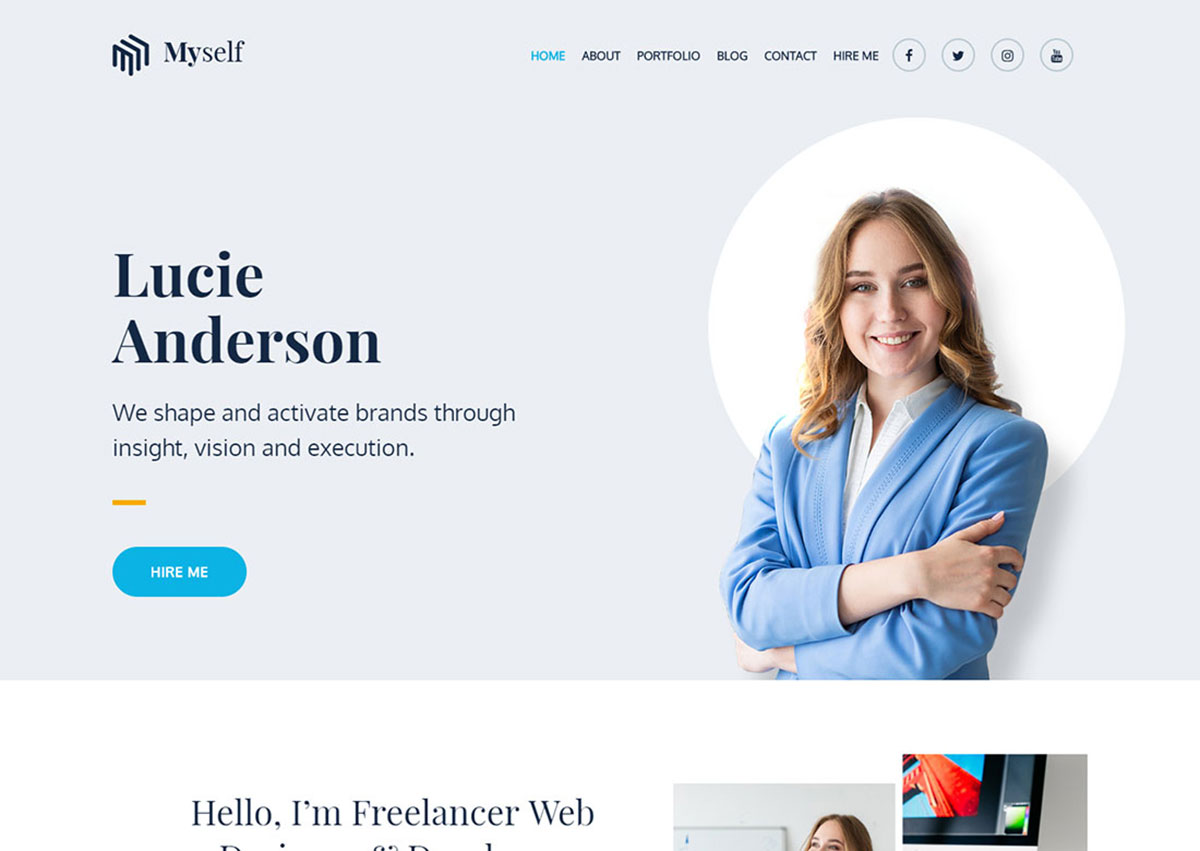 Myself
HOME ABOUT PORTFOLIO BLOG CONTACT HIRE ME
Lucie
Anderson
We shape and activate brands through
insight, vision and execution.
HIRE ME
Hello, I'm Freelancer Web